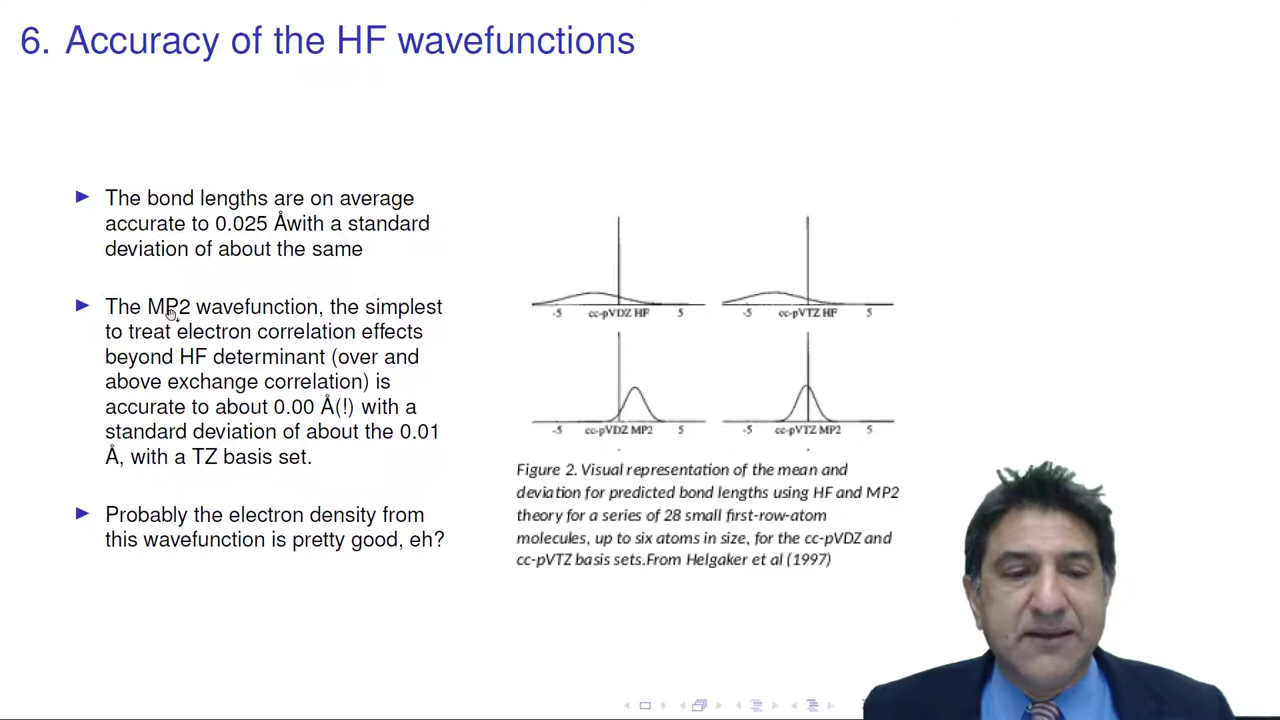 6. Accuracy of the HF wavefunctions
The bond lengths are on average
accurate to 0.025 Åwith a standard
deviation of about the same
The MP2 wavefunction, the simplest
to treat electron correlation effects
beyond HF determinant (over and
above exchange correlation) is
accurate to about 0.00 Å(!) with a
standard deviation of about the 0.01
Å, with a TZ basis set.
Probably the electron density from
this wavefunction is pretty good, eh?
-5 cc-pVDZ HF 5
-5 cc-pVTZ HF 5
-5 cc-pVDZ MP2 5
-5 cc-pVTZ MP2 5
Figure 2. Visual representation of the mean and
deviation for predicted bond lengths using HF and MP2
theory for a series of 28 small first-row-atom
molecules, up to six atoms in size, for the cc-pVDZ and
cc-pVTZ basis sets.From Helgaker et al (1997)